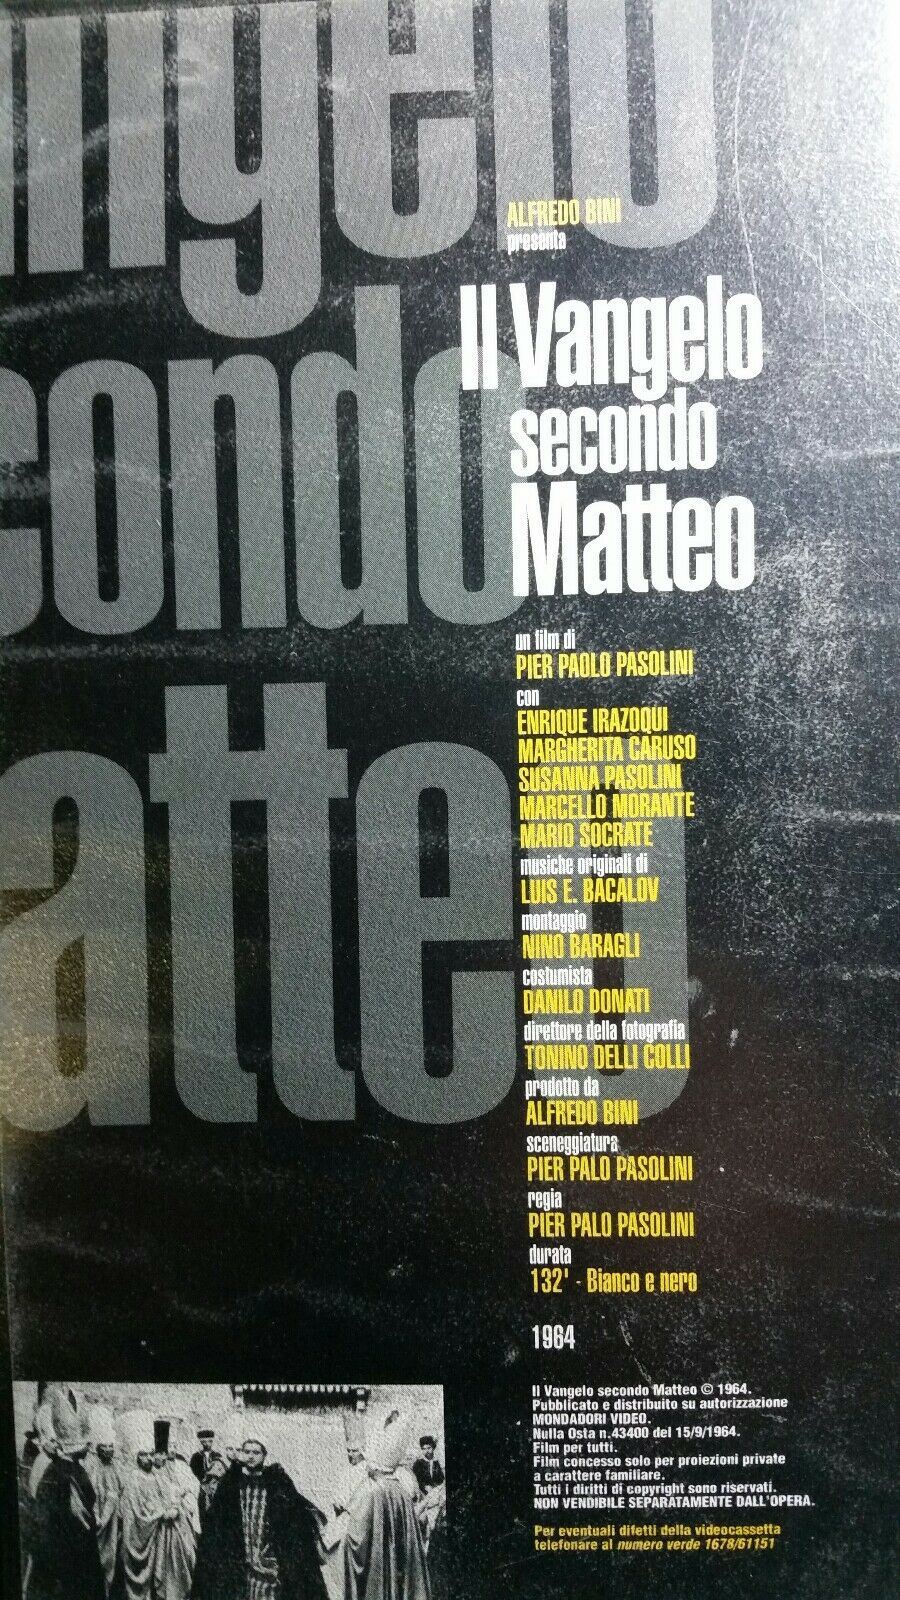 angelo
condo
atteo
ALFREDO BINI
presenta
Il Vangelo
secondo
Matteo
un film di
PIER PAOLO PASOLINI
con
ENRIQUE IRAZOQUI
MARGHERITA CARUSO
SUSANNA PASOLINI
MARCELLO MORANTE
MARIO SOCRATE
musiche originali di
LUIS E. BACALOV
montaggio
NINO BARAGLI
costumista
DANILO DONATI
direttore della fotografia
TONINO DELLI COLLI
prodotto da
ALFREDO BINI
sceneggiatura
PIER PALO PASOLINI
regia
PIER PALO PASOLINI
durata
132' - Bianco e nero
1964
Il Vangelo secondo Matteo © 1964.
Pubblicato e distribuito su autorizzazione
MONDADORI VIDEO.
Nulla Osta n.43400 del 15/9/1964.
Film per tutti.
Film concesso solo per proiezioni private
a carattere familiare.
Tutti i diritti di copyright sono riservati.
NON VENDIBILE SEPARATAMENTE DALL'OPERA.
Per eventuali difetti della videocassetta
telefonare al numero verde 1678/61151